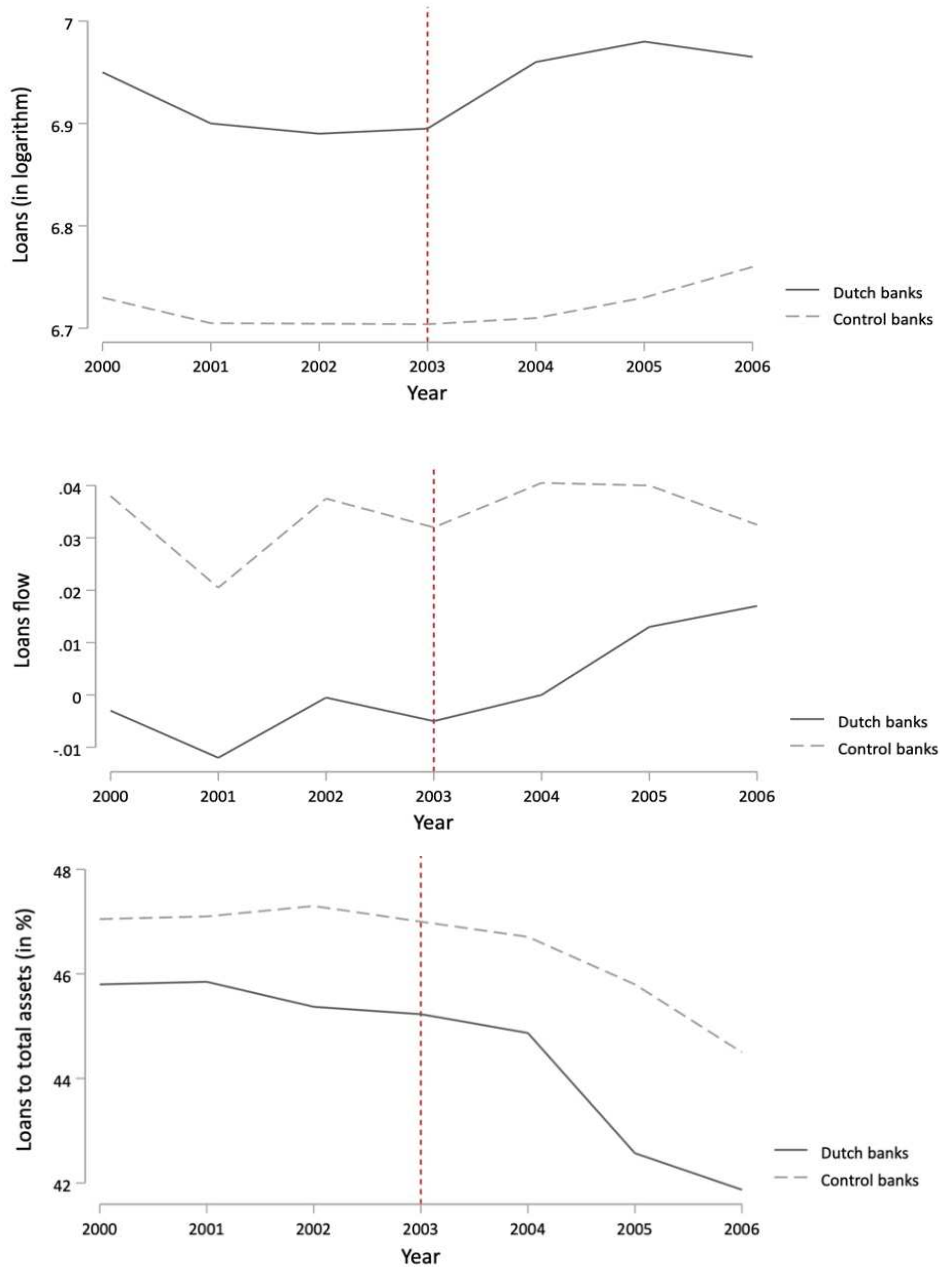 Loans (in logarithm)
7
6.9
6.8
6.7
2000 2001 2002 2003 2004 2005 2006
Year
Dutch banks
Control banks
Loans flow
.04
.03
.02
.01
0
-.01
2000 2001 2002 2003 2004 2005 2006
Year
Dutch banks
Control banks
Loans to total assets (in %)
48
46
44
42
2000 2001 2002 2003 2004 2005 2006
Year
Dutch banks
Control banks